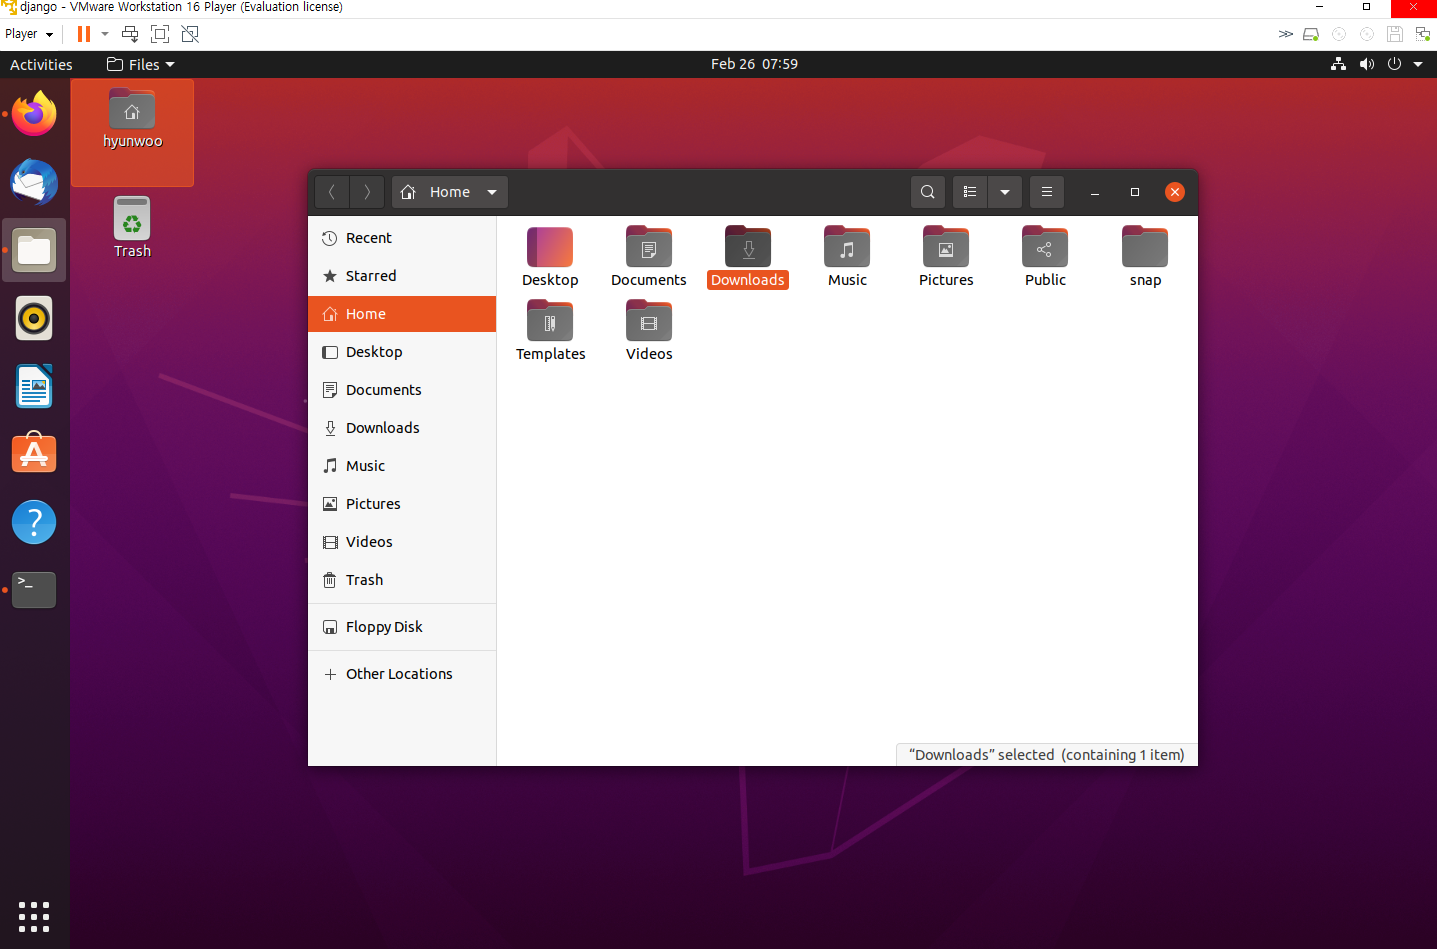 django - VMware Workstation 16 Player (Evaluation license)
Player
Activities
Files
Feb 26 07:59
hyunwoo
Trash
Home
Recent
Starred
Home
Desktop
Documents
Downloads
Music
Pictures
Videos
Trash
Floppy Disk
Other Locations
Desktop
Documents
Downloads
Music
Pictures
Public
snap
Templates
Videos
“Downloads” selected (containing 1 item)